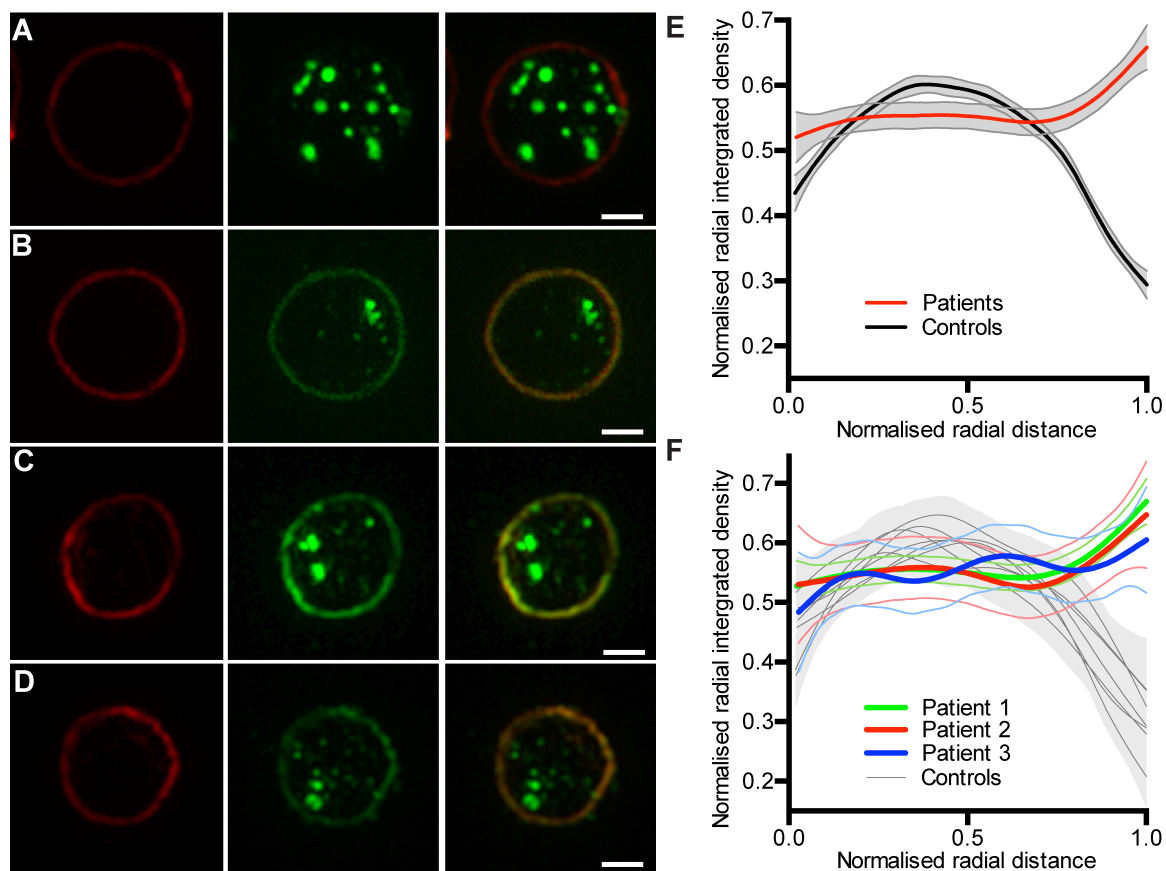 A
B
C
D
E
Normalised radial intergrated density
0.7
0.6
0.5
0.4
0.3
0.2
Patients
Controls
0.0
0.5
1.0
Normalised radial distance
F
Normalised radial intergrated density
0.7
0.6
0.5
0.4
0.3
0.2
Patient 1
Patient 2
Patient 3
Controls
0.0
0.5
1.0
Normalised radial distance